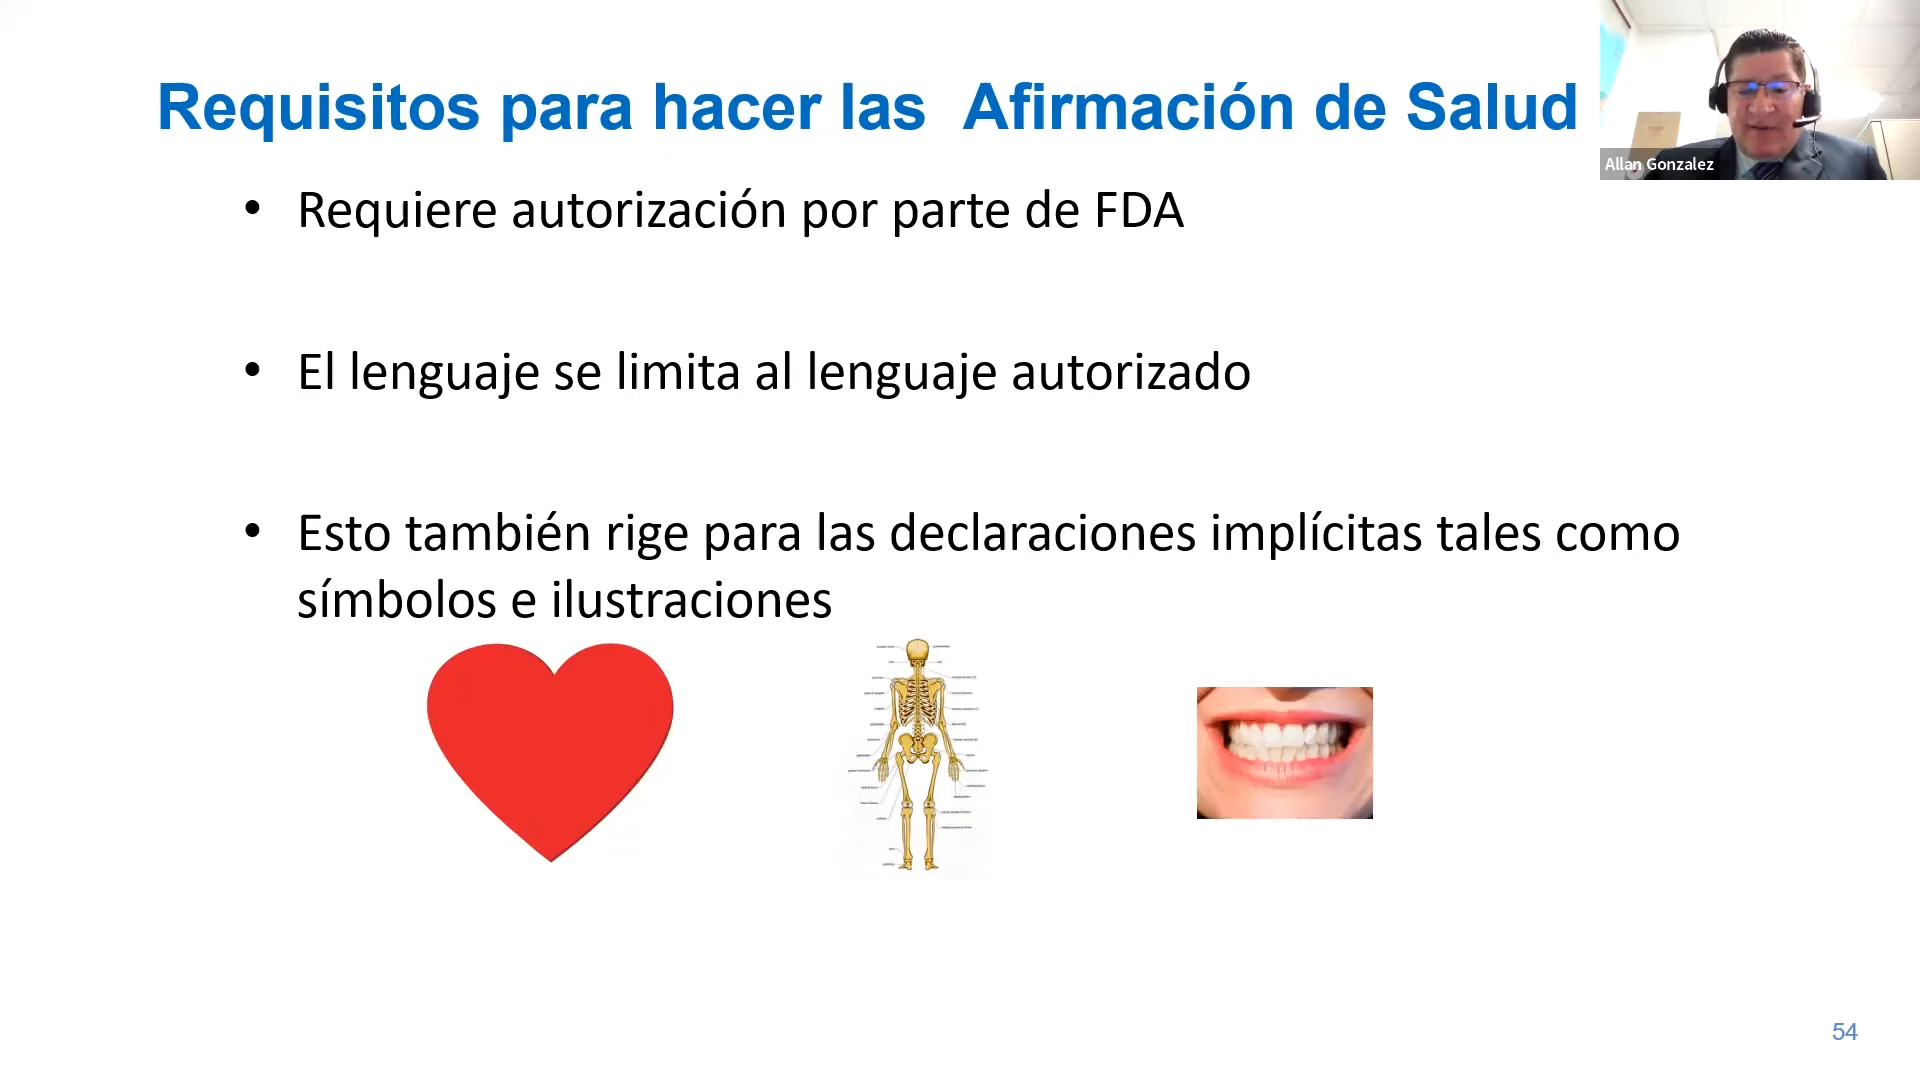 Requisitos para hacer las  Afirmación de Salud
Allan Gonzalez
• Requiere autorización por parte de FDA
• El lenguaje se limita al lenguaje autorizado
• Esto también rige para las declaraciones implícitas tales como
símbolos e ilustraciones
54